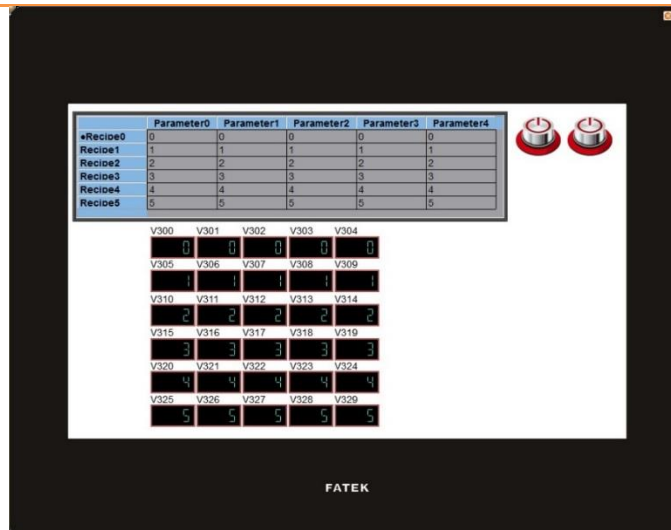 Parameter0 Parameter1 Parameter2 Parameter3 Parameter4
●Recipe0 0 0 0 0 0
Recipe1 1 1 1 1 1
Recipe2 2 2 2 2 2
Recipe3 3 3 3 3 3
Recipe4 4 4 4 4 4
Recipe5 5 5 5 5 5
V300 V301 V302 V303 V304
0 0 0 0 0
V305 V306 V307 V308 V309
1 1 1 1 1
V310 V311 V312 V313 V314
2 2 2 2 2
V315 V316 V317 V318 V319
3 3 3 3 3
V320 V321 V322 V323 V324
4 4 4 4 4
V325 V326 V327 V328 V329
5 5 5 5 5
FATEK